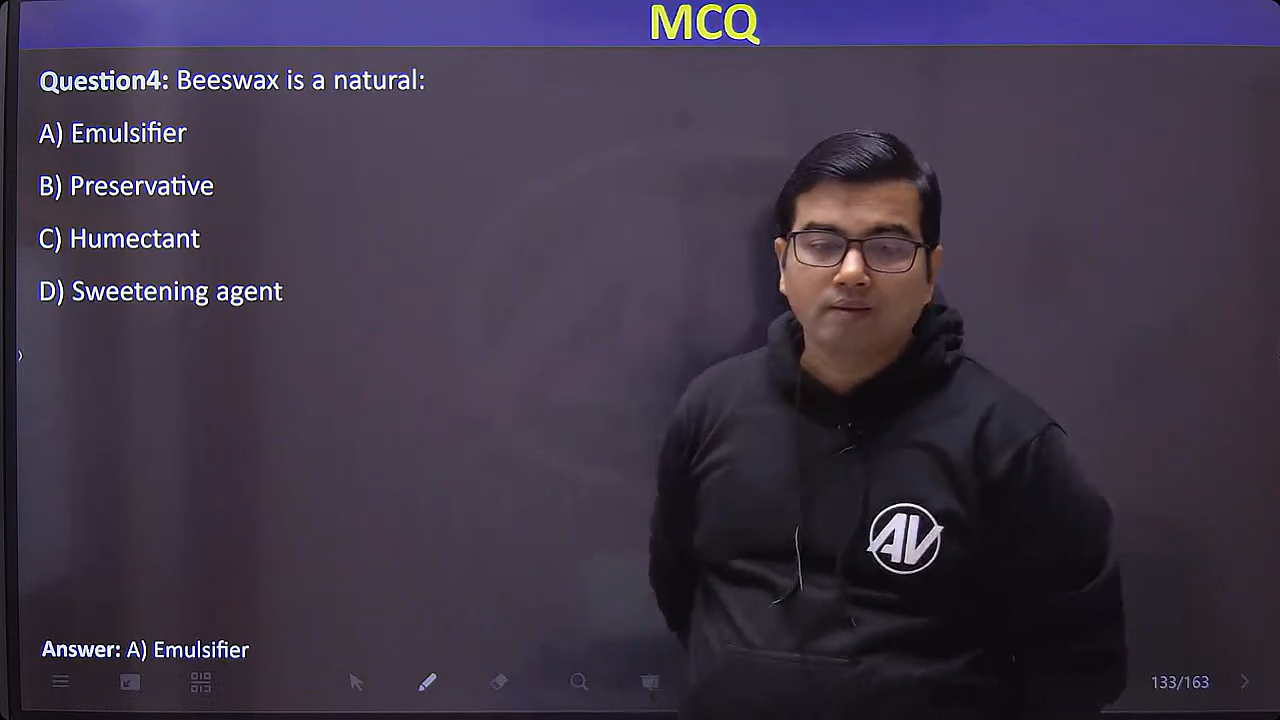 MCQ
Question4: Beeswax is a natural:
A) Emulsifier
B) Preservative
C) Humectant
D) Sweetening agent
AV
Answer: A) Emulsifier
133/163